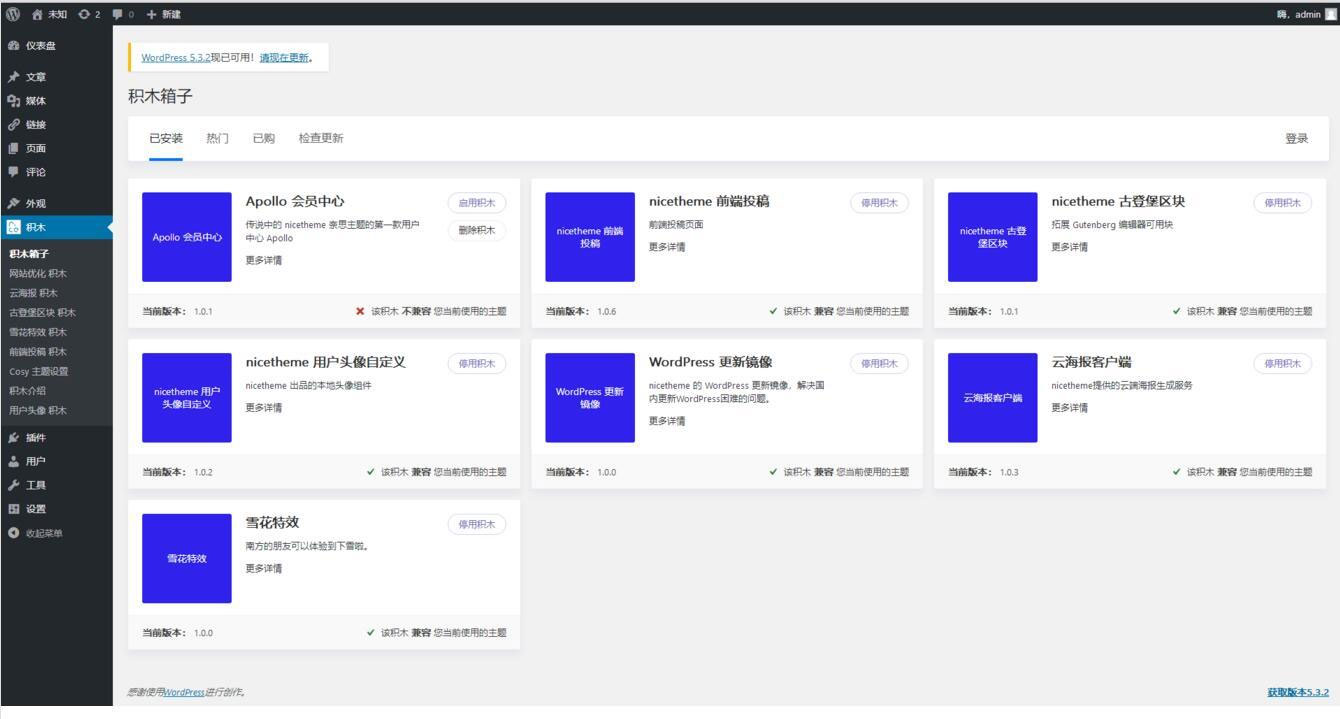 未知 2 0 新建 嗨，admin
仪表盘
文章
媒体
链接
页面
评论
外观
积木
积木箱子
网站优化 积木
云海报 积木
古登堡区块 积木
雪花特效 积木
前端投稿 积木
Cosy 主题设置
积木介绍
用户头像 积木
插件
用户
工具
设置
收起菜单
WordPress 5.3.2现已可用！请现在更新。
积木箱子
已安装 热门 已购 检查更新 登录
Apollo 会员中心
Apollo 会员中心
启用积木
传说中的 nicetheme 亲思主题的第一款用户
中心 Apollo
删除积木
更多详情
当前版本： 1.0.1 该积木 不兼容 您当前使用的主题
nicetheme 前端
投稿
nicetheme 前端投稿
停用积木
前端投稿页面
更多详情
当前版本： 1.0.6 该积木 兼容 您当前使用的主题
nicetheme 古登
堡区块
nicetheme 古登堡区块
停用积木
拓展 Gutenberg 编辑器可用块
更多详情
当前版本： 1.0.1 该积木 兼容 您当前使用的主题
nicetheme 用户
头像自定义
nicetheme 用户头像自定义
停用积木
nicetheme 出品的本地头像组件
更多详情
当前版本： 1.0.2 该积木 兼容 您当前使用的主题
WordPress 更新
镜像
WordPress 更新镜像
停用积木
nicetheme 的 WordPress 更新镜像，解决国
内更新WordPress困难的问题。
更多详情
当前版本： 1.0.0 该积木 兼容 您当前使用的主题
云海报客户端
云海报客户端
停用积木
nicetheme提供的云端海报生成服务
更多详情
当前版本： 1.0.3 该积木 兼容 您当前使用的主题
雪花特效
雪花特效
停用积木
南方的朋友可以体验到下雪啦。
更多详情
当前版本： 1.0.0 该积木 兼容 您当前使用的主题
感谢使用WordPress进行创作。
获取版本5.3.2